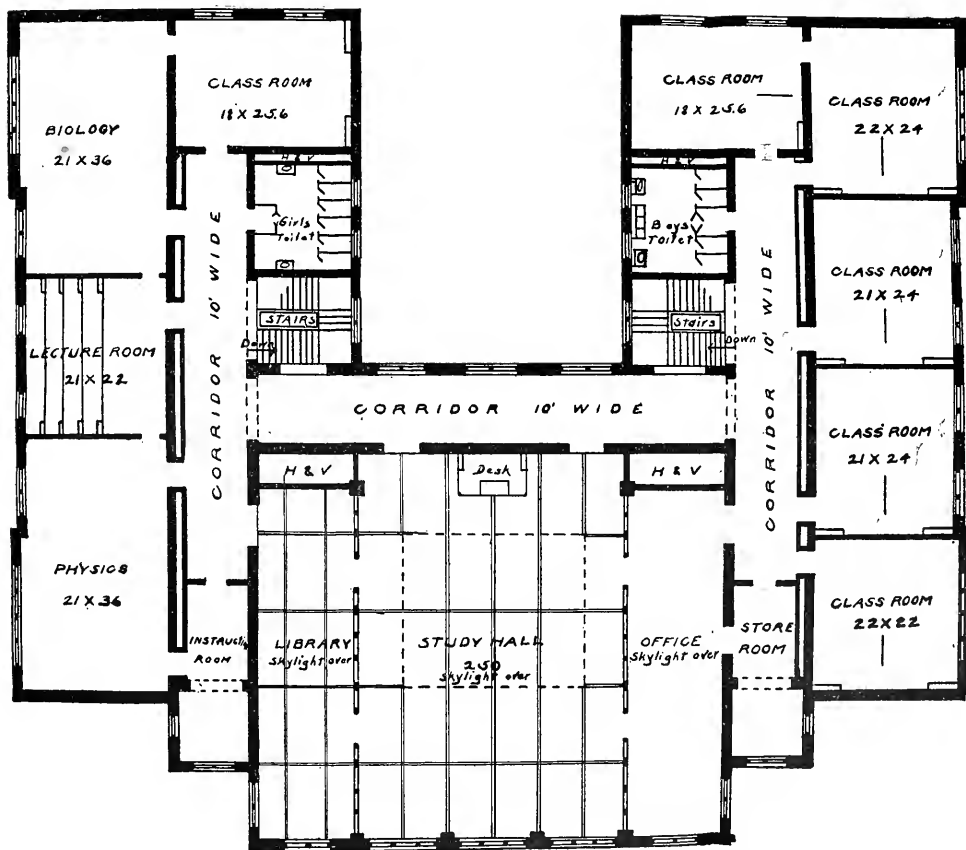 CLASS ROOM
18 X 25.6
BIOLOGY
21 X 36
H & V
Girls
Toilet
CORRIDOR 10' WIDE
STAIRS
Down
LECTURE ROOM
21 X 22
PHYSICS
21 X 36
INSTRUCTN
ROOM
CLASS ROOM
18 X 25.6
CLASS ROOM
22 X 24
H & V
Boys
Toilet
CLASS ROOM
21 X 24
Stairs
Down
CORRIDOR 10' WIDE
CORRIDOR 10' WIDE
CLASS ROOM
21 X 24
CLASS ROOM
22 X 22
H & V
Desk
H & V
LIBRARY
Skylight over
STUDY HALL
250
Skylight over
OFFICE
Skylight over
STORE
ROOM